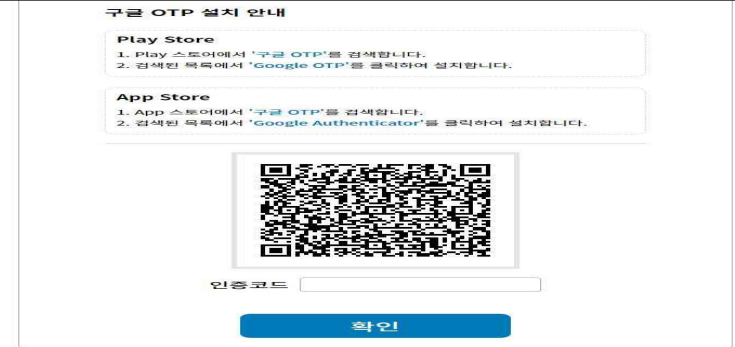 구글 OTP 설치 안내
Play Store
1. Play 스토어에서 '구글 OTP'를 검색합니다.
2. 검색된 목록에서 'Google OTP'를 클릭하여 설치합니다.
App Store
1. App 스토어에서 '구글 OTP'를 검색합니다.
2. 검색된 목록에서 'Google Authenticator'를 클릭하여 설치합니다.
인증코드
확인